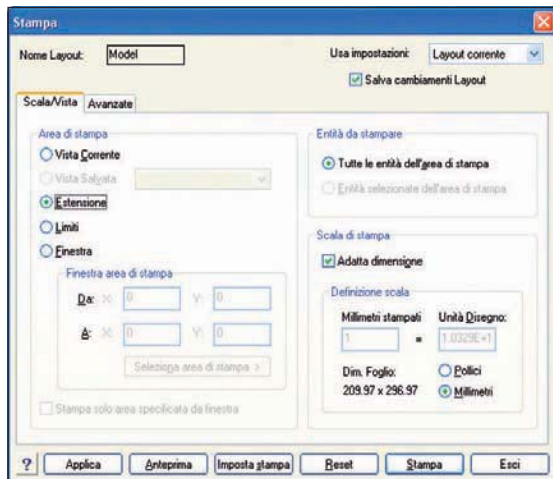 Stampa
Nome Layout: Model
Usa impostazioni: Layout corrente
Salva cambiamenti Layout
Scala/Vista Avanzate
Area di stampa
Vista Corrente
Vista Salvata
Estensione
Limiti
Finestra
Finestra area di stampa
Da: X: 0 Y: 0
A: X: 0 Y: 0
Seleziona area di stampa >
Stampa solo area specificata da finestra
Entità da stampare
Tutte le entità dell'area di stampa
Entità selezionate dell'area di stampa
Scala di stampa
Adatta dimensione
Definizione scala
Millimetri stampati Unità Disegno:
1 = 1.0329E+1
Dim. Foglio: Pollici
209.97 x 296.97 Millimetri
? Applica Anteprima Imposta stampa Reset Stampa Esci